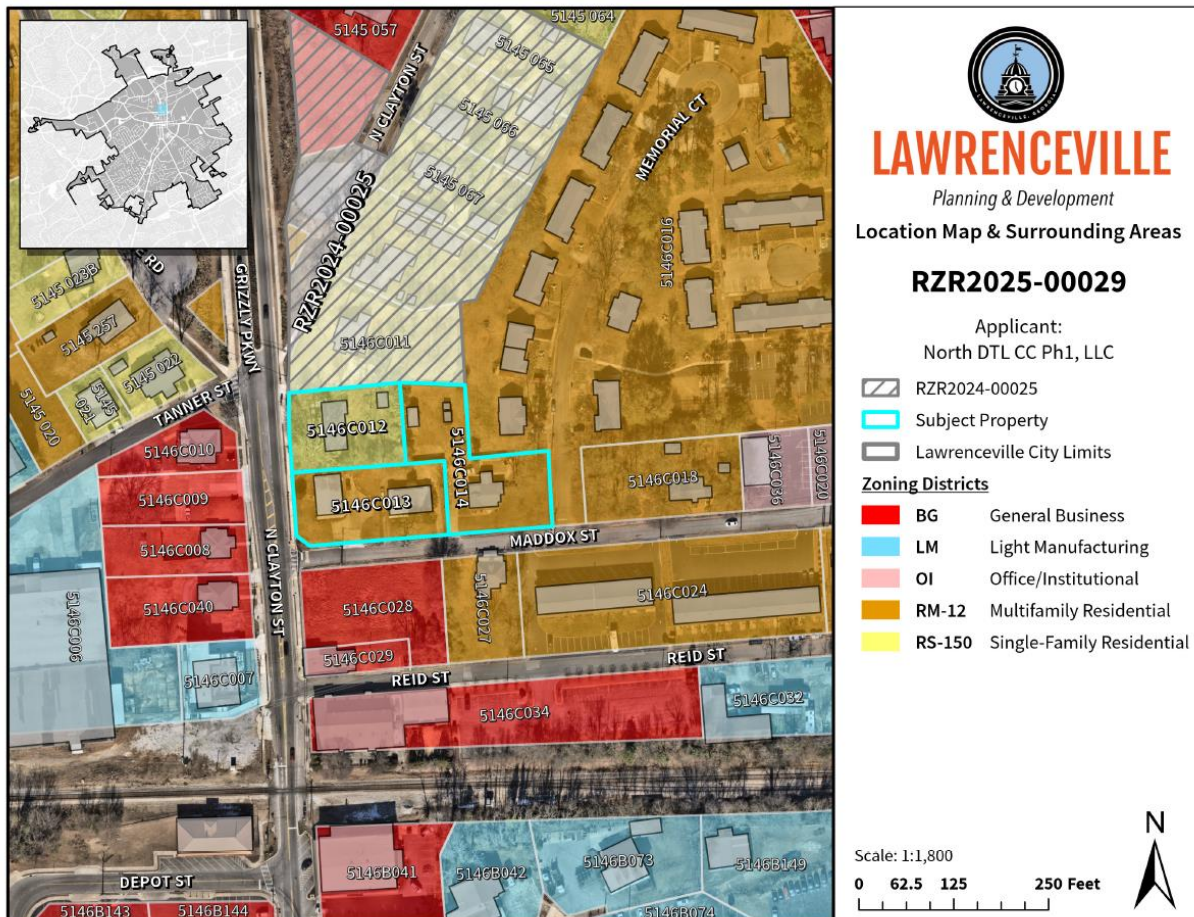 5145 057
5145 064
5145 065
N CLAYTON ST
5145 066
MEMORIAL CT
5145 067
RZR2024-00025
5146C016
RD
5145 023B
GRIZZLY PKWY
5145 257
5145 022
5145 021
5145 020
TANNER ST
5146C011
5146C012
5146C014
5146C013
5146C010
5146C009
5146C008
5146C040
5146C018
5146C036
5146C020
MADDOX ST
N CLAYTON ST
5146C028
5146C027
5146C024
5146C006
5146C007
5146C029
REID ST
REID ST
5146C034
5146C032
5146B041
5146B042
5146B073
5146B149
DEPOT ST
5146B143
5146B144
5146B074
LAWRENCEVILLE, GEORGIA
LAWRENCEVILLE
Planning & Development
Location Map & Surrounding Areas
RZR2025-00029
Applicant:
North DTL CC Ph1, LLC
RZR2024-00025
Subject Property
Lawrenceville City Limits
Zoning Districts
BG General Business
LM Light Manufacturing
OI Office/Institutional
RM-12 Multifamily Residential
RS-150 Single-Family Residential
N
Scale: 1:1,800
0 62.5 125 250 Feet